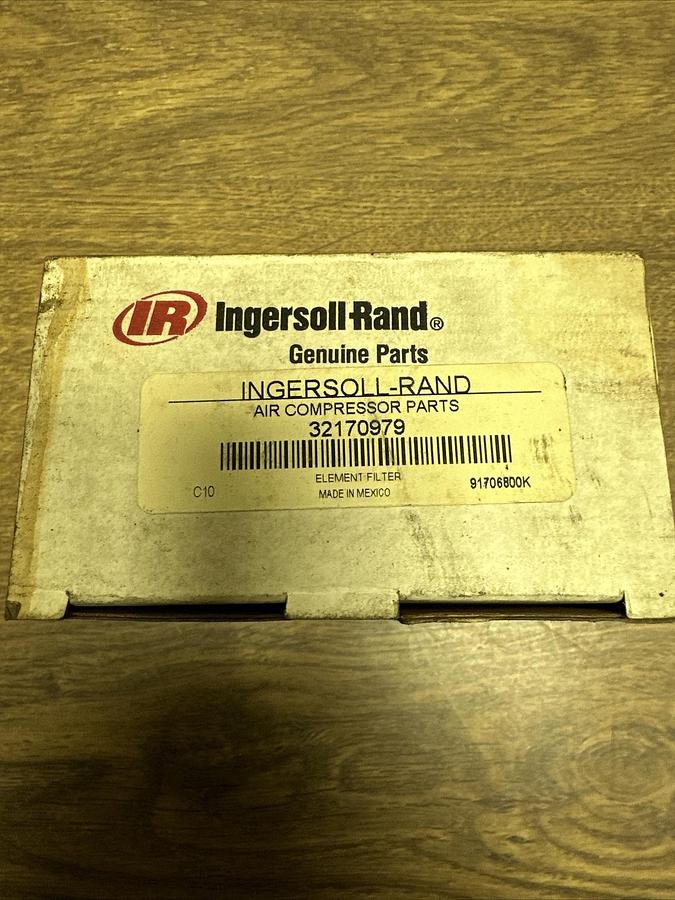 IR Ingersoll-Rand®
Genuine Parts
INGERSOLL-RAND
AIR COMPRESSOR PARTS
32170979
ELEMENT FILTER
C10 MADE IN MEXICO 91706800K